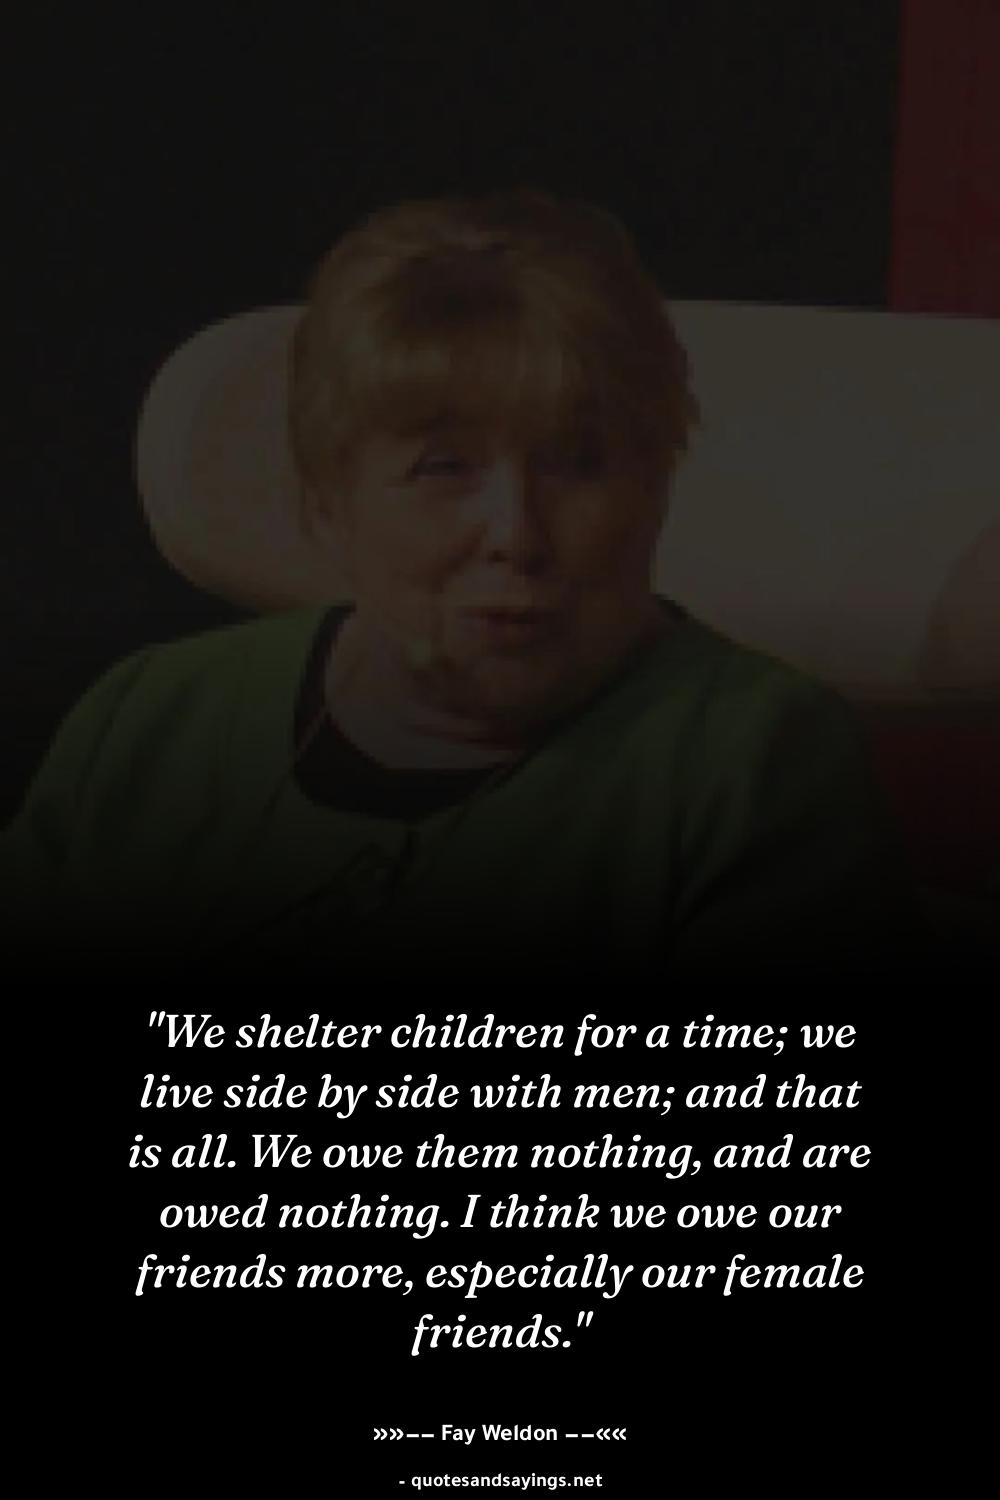 "We shelter children for a time; we
live side by side with men; and that
is all. We owe them nothing, and are
owed nothing. I think we owe our
friends more, especially our female
friends."
»»–– Fay Weldon ––««
- quotesandsayings.net